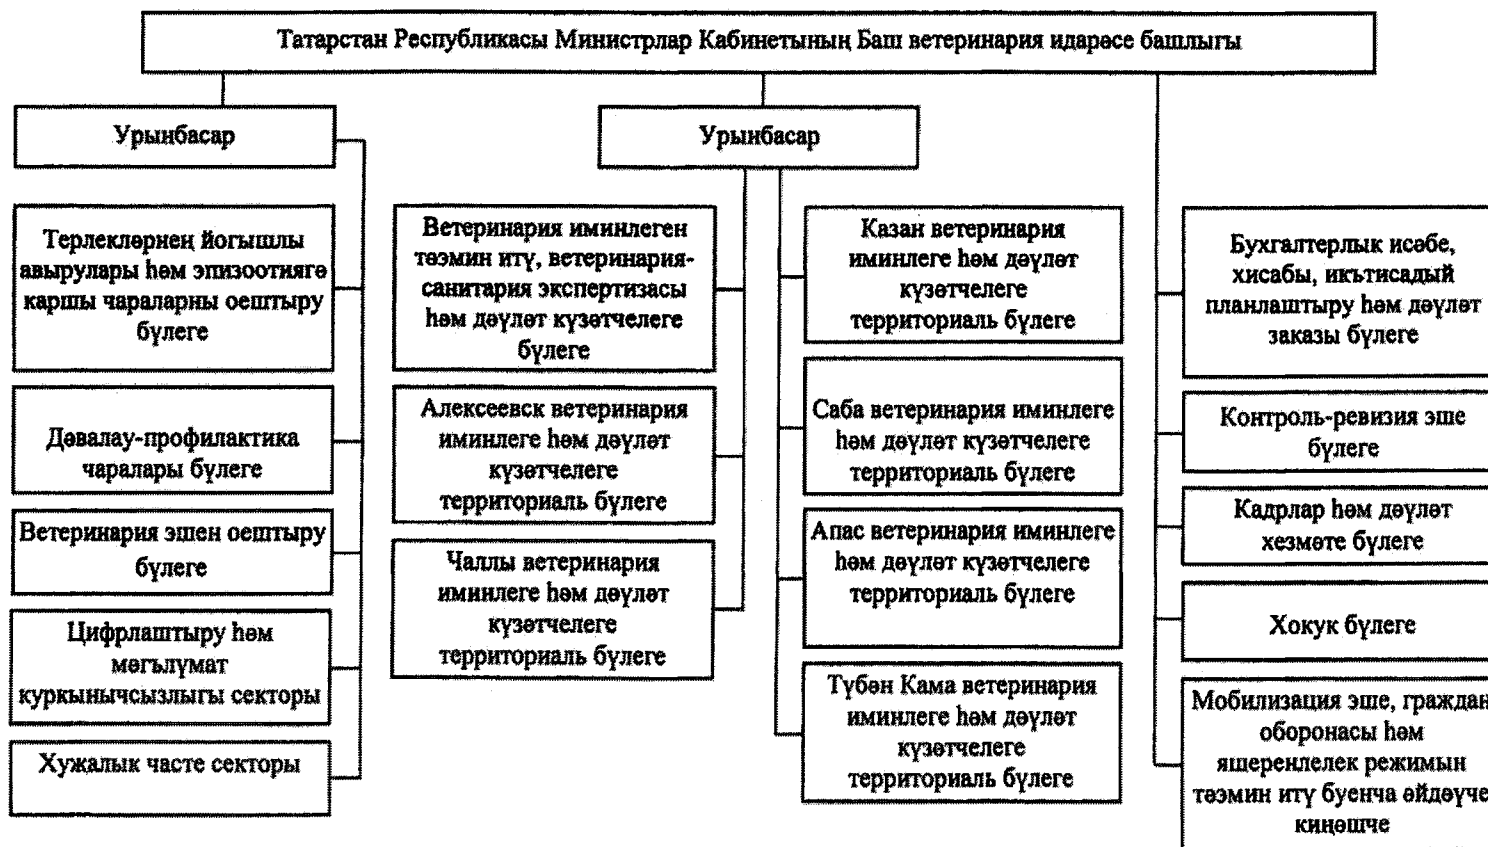 Татарстан Республикасы Министрлар Кабинетының Баш ветеринария идарәсе башлыгы
Урынбасар
Терлекләрнең йогышлы
авырулары һәм эпизоотиягә
каршы чараларны оештыру
бүлеге
Дәвалау-профилактика
чаралары бүлеге
Ветеринария эшен оештыру
бүлеге
Цифрлаштыру һәм
мәгълүмат
куркынычсызлыгы секторы
Хуҗалык часте секторы
Урынбасар
Ветеринария иминлеген
тәэмин итү, ветеринария-
санитария экспертизасы
һәм дәүләт күзәтчелеге
бүлеге
Алексеевск ветеринария
иминлеге һәм дәүләт
күзәтчелеге
территориаль бүлеге
Чаллы ветеринария
иминлеге һәм дәүләт
күзәтчелеге
территориаль бүлеге
Казан ветеринария
иминлеге һәм дәүләт
күзәтчелеге
территориаль бүлеге
Саба ветеринария иминлеге
һәм дәүләт күзәтчелеге
территориаль бүлеге
Апас ветеринария иминлеге
һәм дәүләт күзәтчелеге
территориаль бүлеге
Түбән Кама ветеринария
иминлеге һәм дәүләт
күзәтчелеге
территориаль бүлеге
Бухгалтерлык исәбе,
хисабы, икътисадый
планлаштыру һәм дәүләт
заказы бүлеге
Контроль-ревизия эше
бүлеге
Кадрлар һәм дәүләт
хезмәте бүлеге
Хокук бүлеге
Мобилизация эше, граждан
оборонасы һәм
яшеренлелек режимын
тәэмин итү буенча әйдәүче
киңәшче